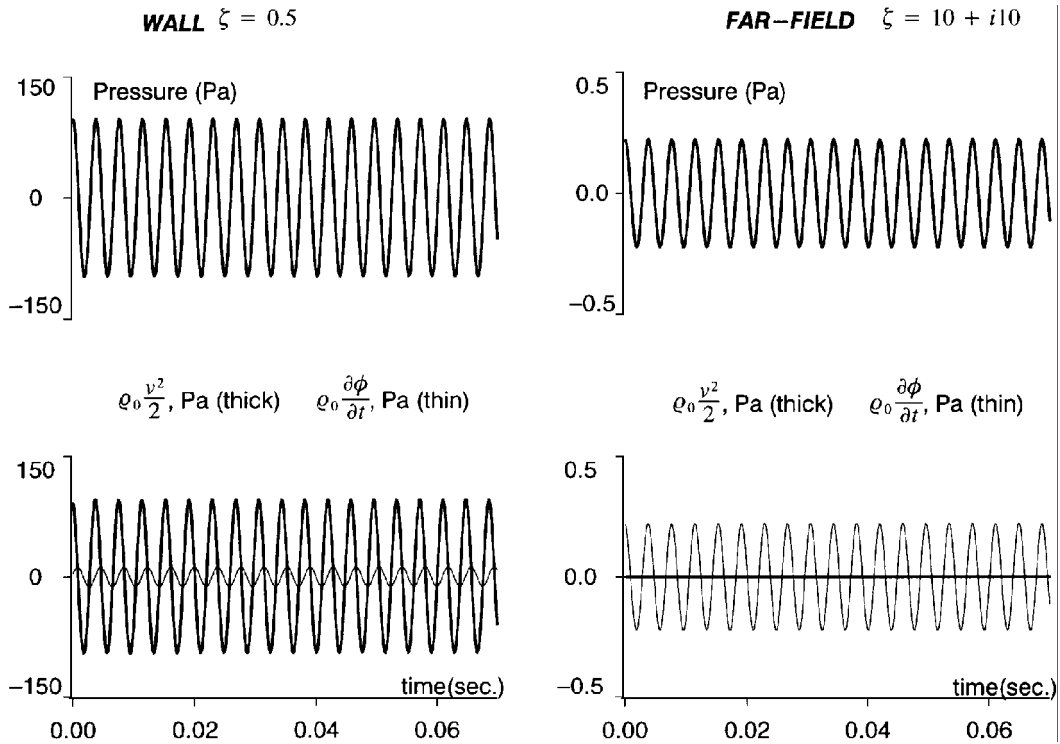 WALL ζ = 0.5
FAR–FIELD ζ = 10 + i10
150
Pressure (Pa)
0
−150
0.5
Pressure (Pa)
0.0
−0.5
ϱ₀ v²/2, Pa (thick) ϱ₀ ∂ϕ/∂t, Pa (thin)
ϱ₀ v²/2, Pa (thick) ϱ₀ ∂ϕ/∂t, Pa (thin)
150
0
−150
time(sec.)
0.00 0.02 0.04 0.06
0.5
0.0
−0.5
time(sec.)
0.00 0.02 0.04 0.06